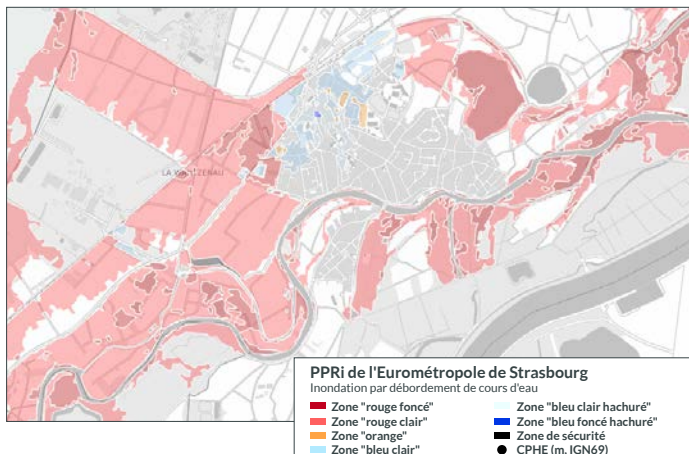 LA WANTZENAU
PPRi de l'Eurométropole de Strasbourg
Inondation par débordement de cours d'eau
Zone "rouge foncé"
Zone "rouge clair"
Zone "orange"
Zone "bleu clair"
Zone "bleu clair hachuré"
Zone "bleu foncé hachuré"
Zone de sécurité
CPHE (m. IGN69)